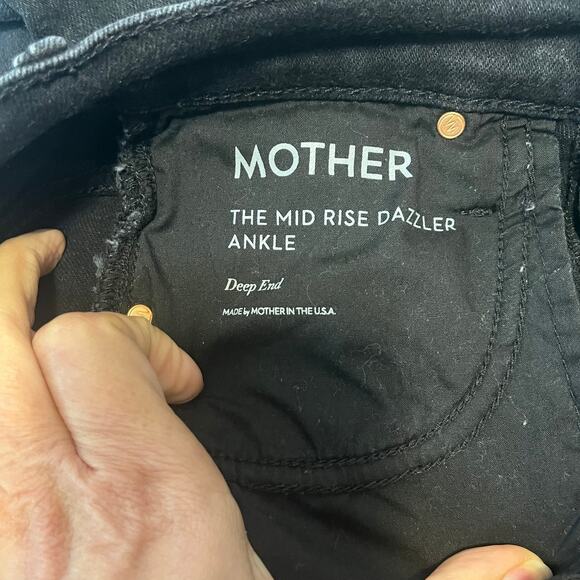 MOTHER
THE MID RISE DAZZLER
ANKLE
Deep End
MADE by MOTHER IN THE U.S.A.